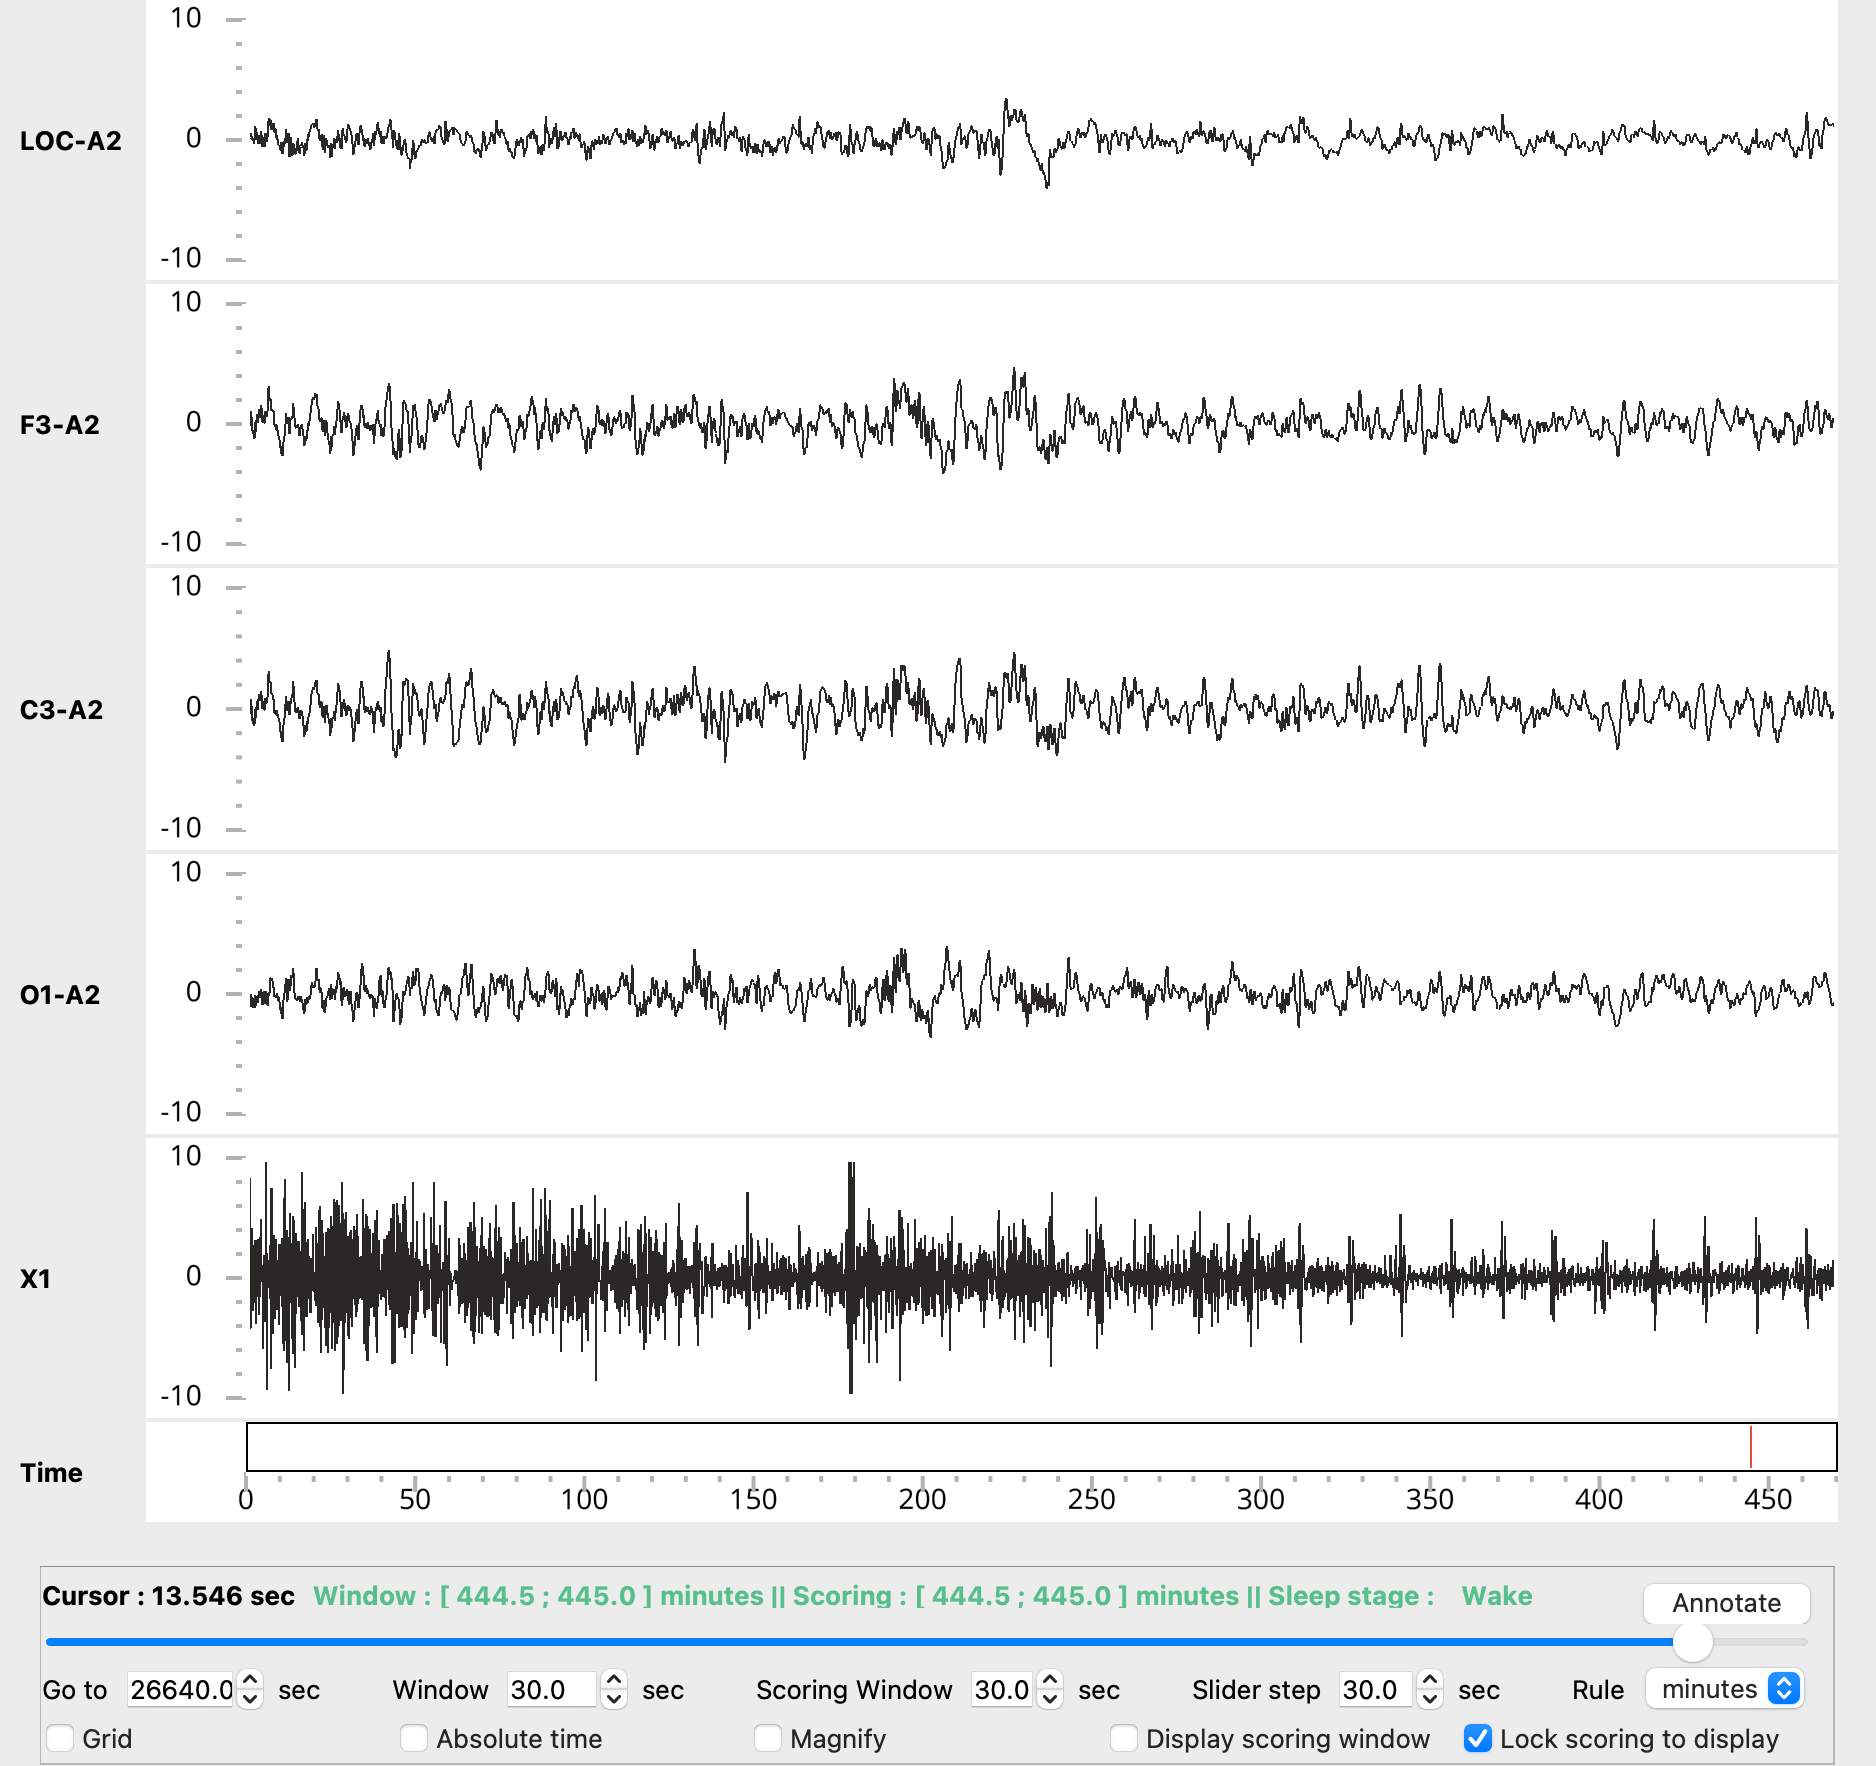 10
LOC-A2 0
-10
10
F3-A2 0
-10
10
C3-A2 0
-10
10
O1-A2 0
-10
10
X1 0
-10
Time
0 50 100 150 200 250 300 350 400 450
Cursor : 13.546 sec Window : [ 444.5 ; 445.0 ] minutes || Scoring : [ 444.5 ; 445.0 ] minutes || Sleep stage : Wake Annotate
Go to 26640.0 sec Window 30.0 sec Scoring Window 30.0 sec Slider step 30.0 sec Rule minutes
Grid Absolute time Magnify Display scoring window Lock scoring to display